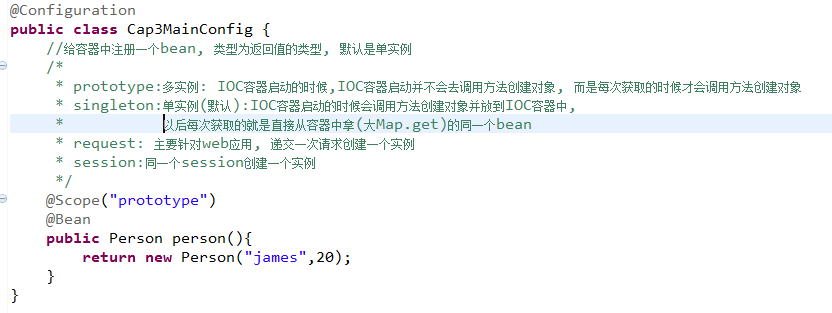 @Configuration
public class Cap3MainConfig {
    //给容器中注册一个bean, 类型为返回值的类型, 默认是单实例
    /*
     * prototype:多实例: IOC容器启动的时候,IOC容器启动并不会去调用方法创建对象, 而是每次获取的时候才会调用方法创建对象
     * singleton:单实例(默认):IOC容器启动的时候会调用方法创建对象并放到IOC容器中,
     *           以后每次获取的就是直接从容器中拿(大Map.get)的同一个bean
     * request: 主要针对web应用, 递交一次请求创建一个实例
     * session:同一个session创建一个实例
     */
    @Scope("prototype")
    @Bean
    public Person person(){
        return new Person("james",20);
    }
}